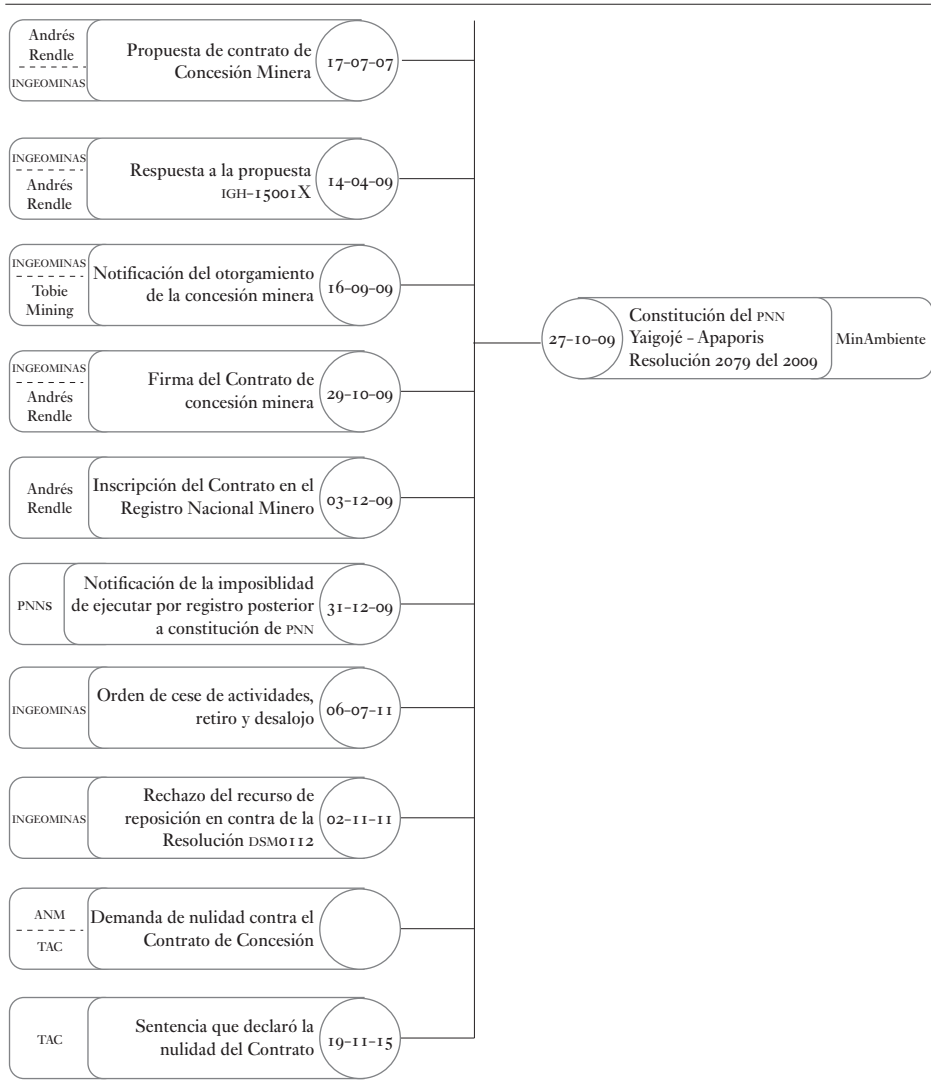 Andrés
Rendle
INGEOMINAS
Propuesta de contrato de
Concesión Minera
17-07-07
INGEOMINAS
Andrés
Rendle
Respuesta a la propuesta
IGH-15001X
14-04-09
INGEOMINAS
Tobie
Mining
Notificación del otorgamiento
de la concesión minera
16-09-09
27-10-09
Constitución del PNN
Yaigojé - Apaporis
Resolución 2079 del 2009
MinAmbiente
INGEOMINAS
Andrés
Rendle
Firma del Contrato de
concesión minera
29-10-09
Andrés
Rendle
Inscripción del Contrato en el
Registro Nacional Minero
03-12-09
PNNs
Notificación de la imposiblidad
de ejecutar por registro posterior
a constitución de PNN
31-12-09
INGEOMINAS
Orden de cese de actividades,
retiro y desalojo
06-07-11
INGEOMINAS
Rechazo del recurso de
reposición en contra de la
Resolución DSM0112
02-11-11
ANM
TAC
Demanda de nulidad contra el
Contrato de Concesión
TAC
Sentencia que declaró la
nulidad del Contrato
19-11-15